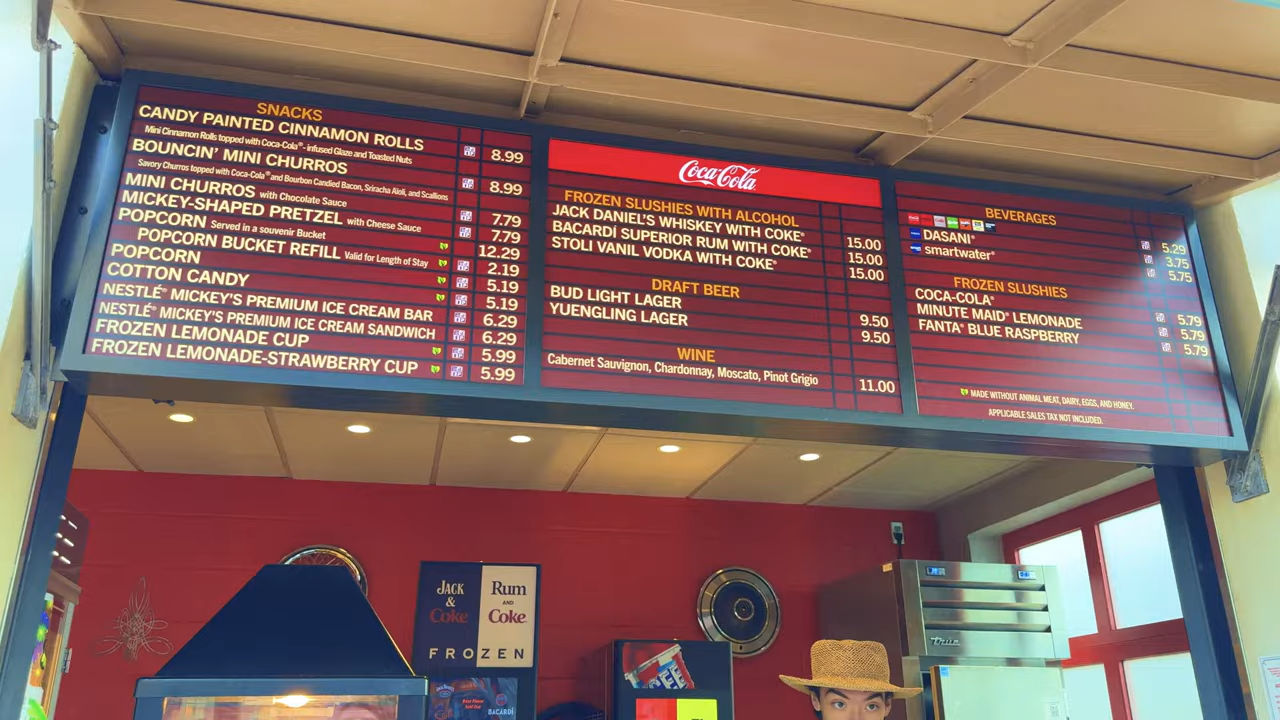 SNACKS
CANDY PAINTED CINNAMON ROLLS 8.99
Mini Cinnamon Rolls topped with Coca-Cola®-infused Glaze and Toasted Nuts
BOUNCIN' MINI CHURROS 8.99
Savory Churros topped with Coca-Cola® and Bourbon Candied Bacon, Sriracha Aioli, and Scallions
MINI CHURROS with Chocolate Sauce 7.79
MICKEY-SHAPED PRETZEL with Cheese Sauce 7.79
POPCORN Served in a souvenir Bucket 12.29
POPCORN BUCKET REFILL Valid for Length of Stay 2.19
POPCORN 5.19
COTTON CANDY 5.19
NESTLÉ® MICKEY'S PREMIUM ICE CREAM BAR 6.29
NESTLÉ® MICKEY'S PREMIUM ICE CREAM SANDWICH 6.29
FROZEN LEMONADE CUP 5.99
FROZEN LEMONADE-STRAWBERRY CUP 5.99
Coca-Cola
FROZEN SLUSHIES WITH ALCOHOL
JACK DANIEL'S WHISKEY WITH COKE® 15.00
BACARDÍ SUPERIOR RUM WITH COKE® 15.00
STOLI VANIL VODKA WITH COKE® 15.00
DRAFT BEER
BUD LIGHT LAGER 9.50
YUENGLING LAGER 9.50
WINE
Cabernet Sauvignon, Chardonnay, Moscato, Pinot Grigio 11.00
BEVERAGES
5.29
DASANI® 3.75
smartwater® 5.75
FROZEN SLUSHIES
COCA-COLA® 5.79
MINUTE MAID® LEMONADE 5.79
FANTA® BLUE RASPBERRY 5.79
MADE WITHOUT ANIMAL MEAT, DAIRY, EGGS, AND HONEY.
APPLICABLE SALES TAX NOT INCLUDED.
JACK & Coke
Rum AND Coke
FROZEN
BACARDÍ
ICEE
True